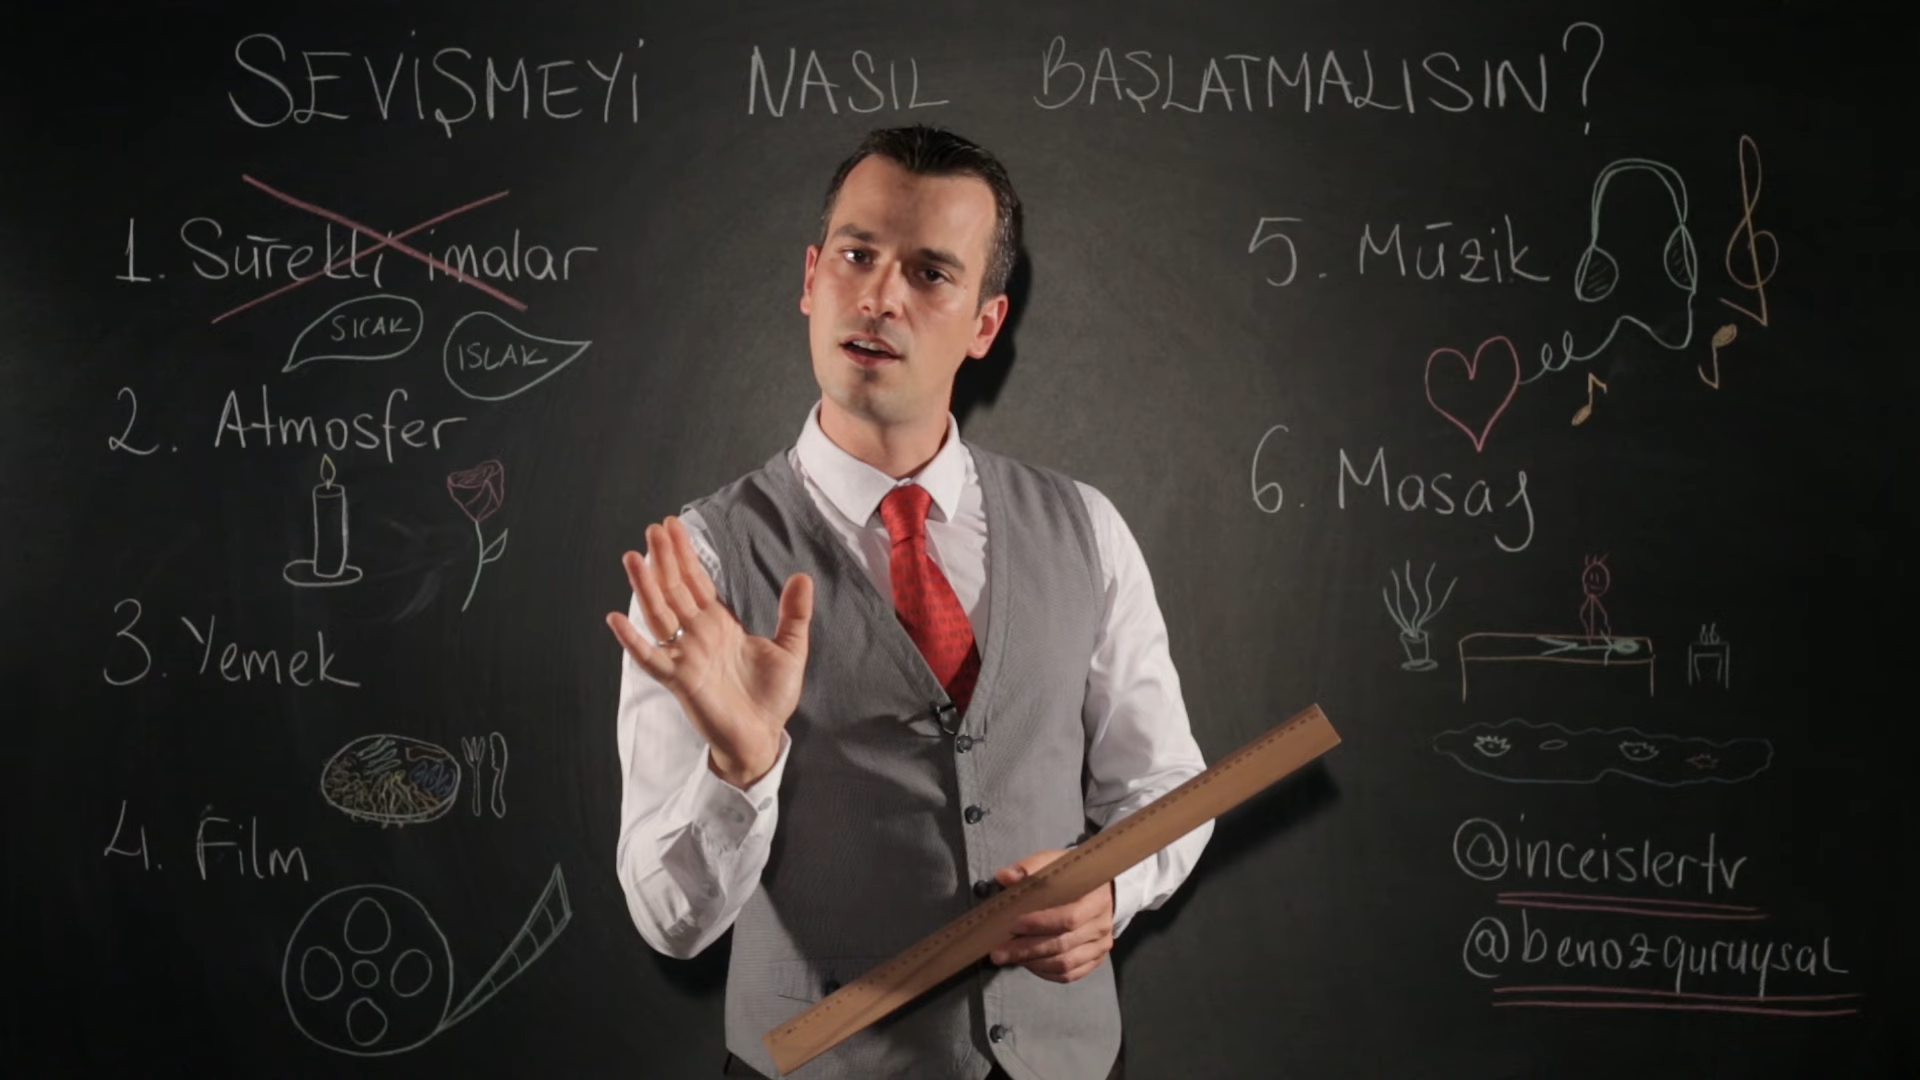 SEVİŞMEYİ NASIL BAŞLATMALISIN?
1. Sürekli imalar
SICAK
ISLAK
2. Atmosfer
3. Yemek
4. Film
5. Müzik
6. Masaj
@inceislertv
@benozguruysal